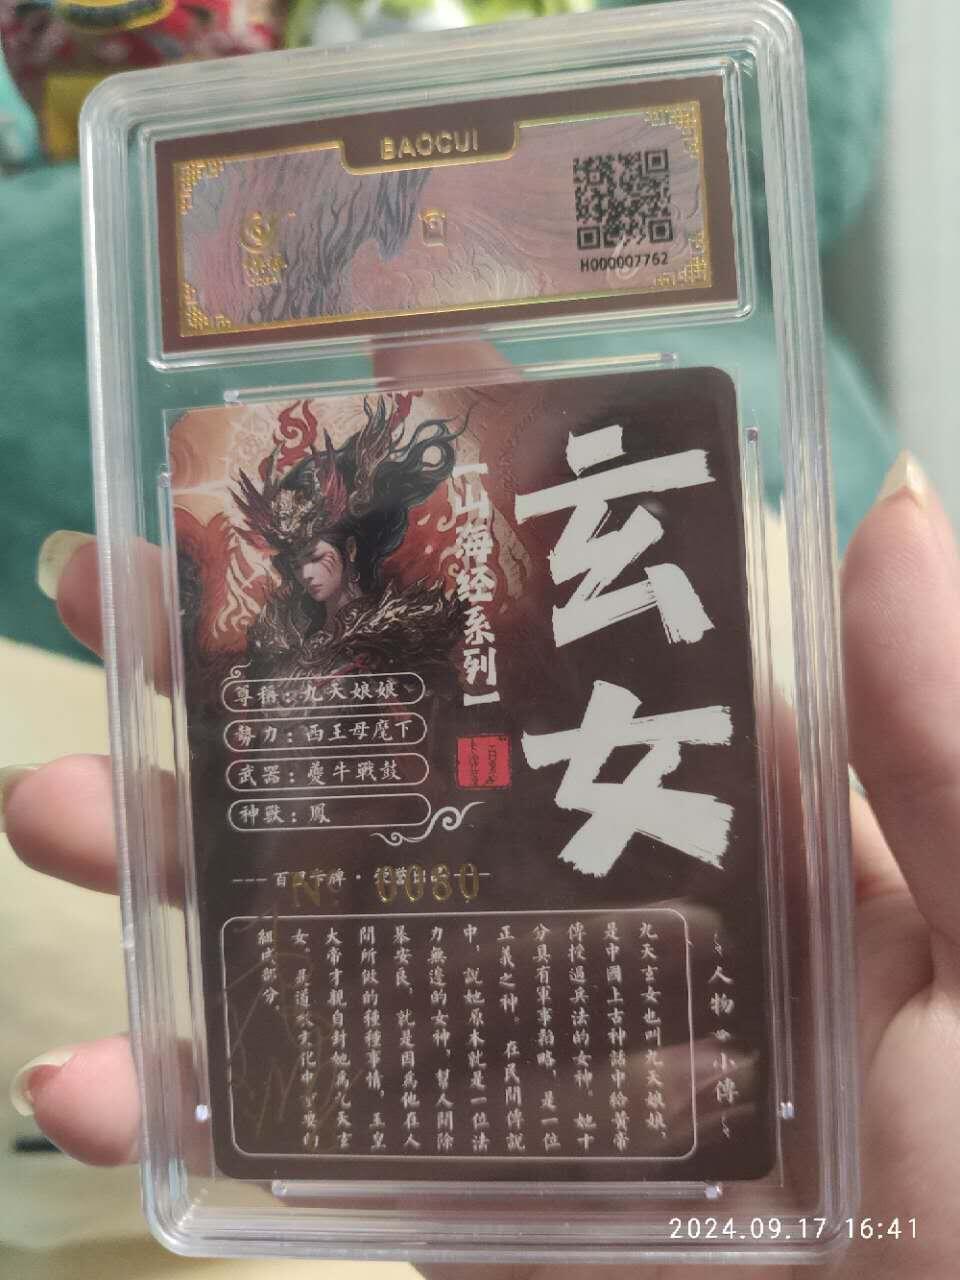 BAOCUI
H000007762
玄女
【山海经系列】
尊稱：九天娘娘
勢力：西王母麾下
武器：夔牛戰鼓
神獸：鳳
№ 0080
人物小傳
九天玄女也叫九天娘娘，
是中國上古神話中給黃帝
傳授過兵法的女神，她十
分具有軍事韜略，是一位
正義之神。在民間傳說
中，說她原本就是一位法
力無邊的女神，幫人間除
暴安良，就是因為他在人
間所做的種種事情，玉皇
大帝才親自封她為九天玄
女，是道教文化中重要的
組成部分。
2024.09.17 16:41